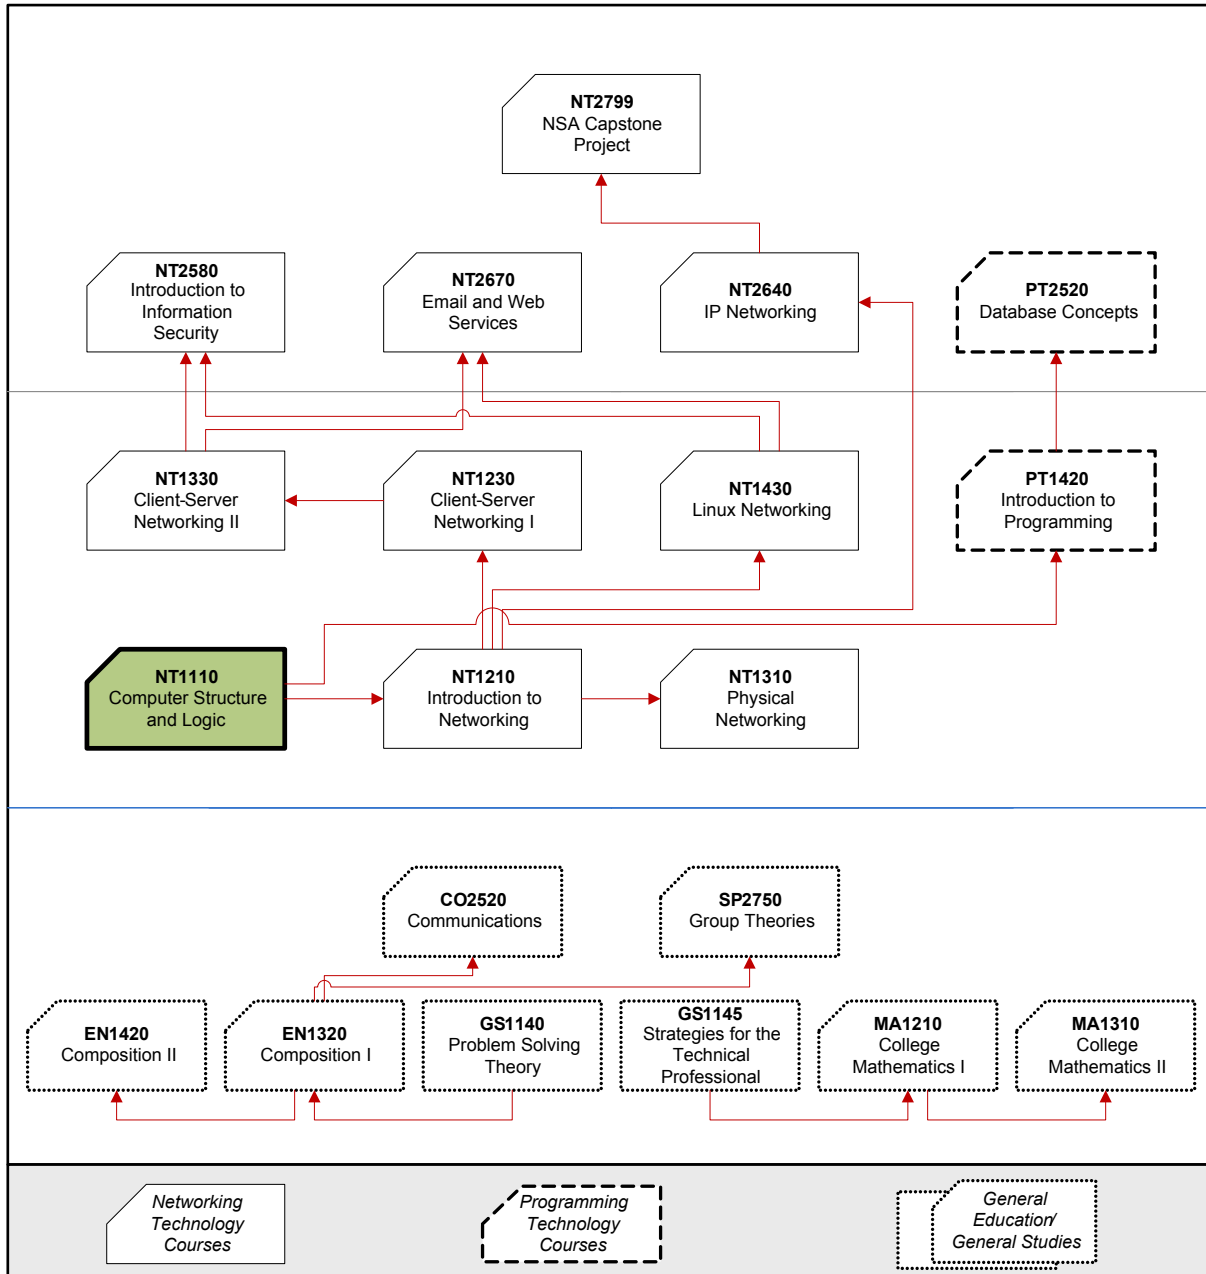 NT2799
NSA Capstone
Project
NT2580
Introduction to
Information
Security
NT2670
Email and Web
Services
NT2640
IP Networking
PT2520
Database Concepts
NT1330
Client-Server
Networking II
NT1230
Client-Server
Networking I
NT1430
Linux Networking
PT1420
Introduction to
Programming
NT1110
Computer Structure
and Logic
NT1210
Introduction to
Networking
NT1310
Physical
Networking
CO2520
Communications
SP2750
Group Theories
EN1420
Composition II
EN1320
Composition I
GS1140
Problem Solving
Theory
GS1145
Strategies for the
Technical
Professional
MA1210
College
Mathematics I
MA1310
College
Mathematics II
Networking
Technology
Courses
Programming
Technology
Courses
General
Education/
General Studies